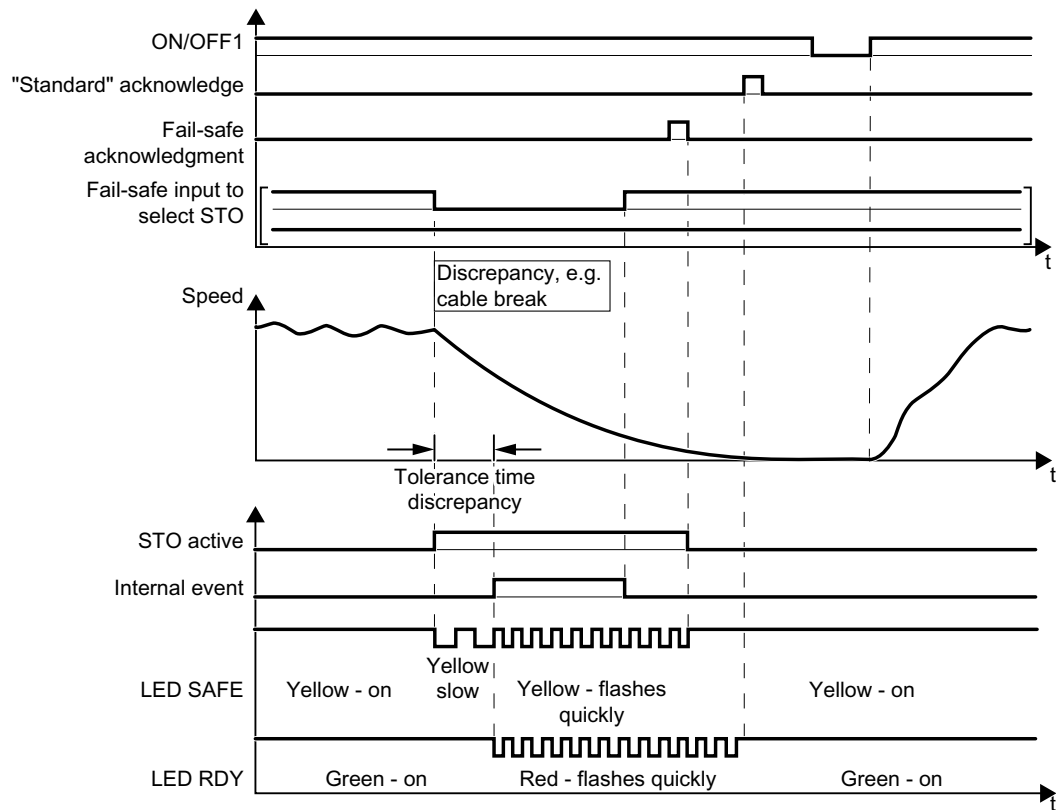 ON/OFF1
"Standard" acknowledge
Fail-safe
acknowledgment
Fail-safe input to
select STO
t
Discrepancy, e.g.
cable break
Speed
Tolerance time
discrepancy
t
STO active
Internal event
Yellow
slow
LED SAFE
Yellow - on
Yellow - flashes
quickly
Yellow - on
LED RDY
Green - on
Red - flashes quickly
Green - on
t